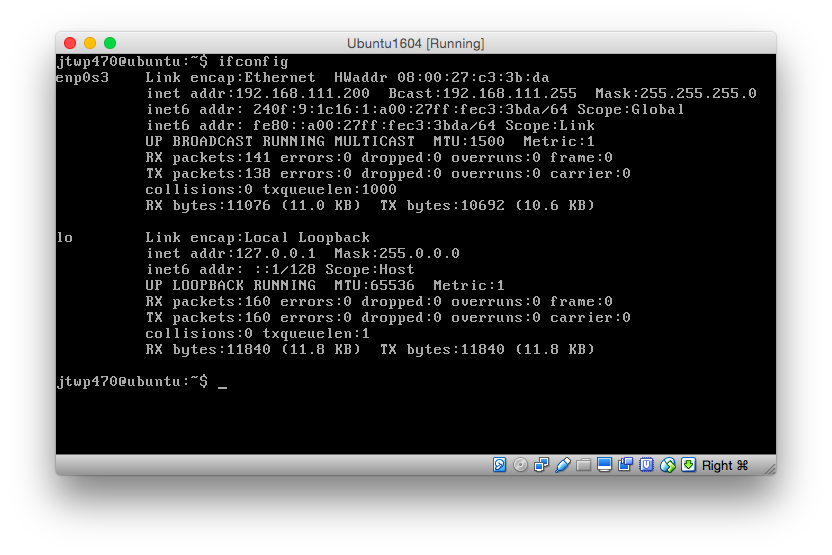 Ubuntu1604 [Running]
jtwp470@ubuntu:~$ ifconfig
enp0s3    Link encap:Ethernet  HWaddr 08:00:27:c3:3b:da
          inet addr:192.168.111.200  Bcast:192.168.111.255  Mask:255.255.255.0
          inet6 addr: 240f:9:1c16:1:a00:27ff:fec3:3bda/64 Scope:Global
          inet6 addr: fe80::a00:27ff:fec3:3bda/64 Scope:Link
          UP BROADCAST RUNNING MULTICAST  MTU:1500  Metric:1
          RX packets:141 errors:0 dropped:0 overruns:0 frame:0
          TX packets:138 errors:0 dropped:0 overruns:0 carrier:0
          collisions:0 txqueuelen:1000
          RX bytes:11076 (11.0 KB)  TX bytes:10692 (10.6 KB)

lo        Link encap:Local Loopback
          inet addr:127.0.0.1  Mask:255.0.0.0
          inet6 addr: ::1/128 Scope:Host
          UP LOOPBACK RUNNING  MTU:65536  Metric:1
          RX packets:160 errors:0 dropped:0 overruns:0 frame:0
          TX packets:160 errors:0 dropped:0 overruns:0 carrier:0
          collisions:0 txqueuelen:1
          RX bytes:11840 (11.8 KB)  TX bytes:11840 (11.8 KB)

jtwp470@ubuntu:~$ _
Right ⌘